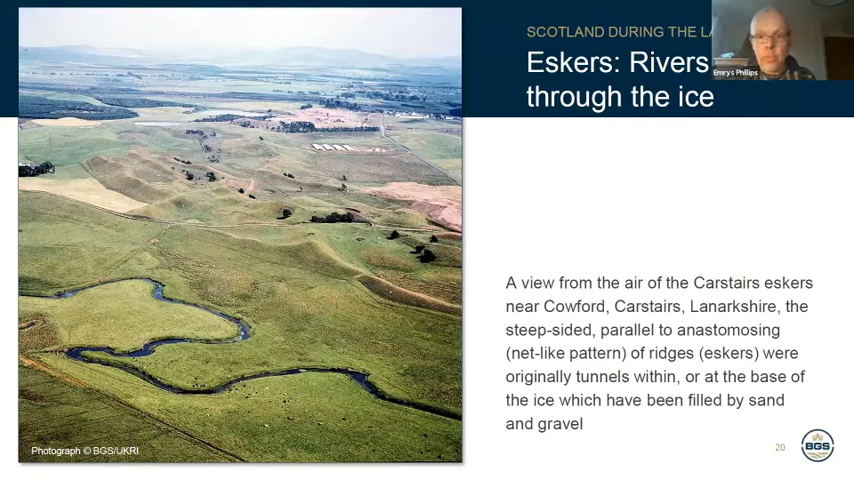 SCOTLAND DURING THE
Eskers: Rivers
through the ice
Emrys Phillips
A view from the air of the Carstairs eskers
near Cowford, Carstairs, Lanarkshire, the
steep-sided, parallel to anastomosing
(net-like pattern) of ridges (eskers) were
originally tunnels within, or at the base of
the ice which have been filled by sand
and gravel
Photograph © BGS/UKRI
20
BGS